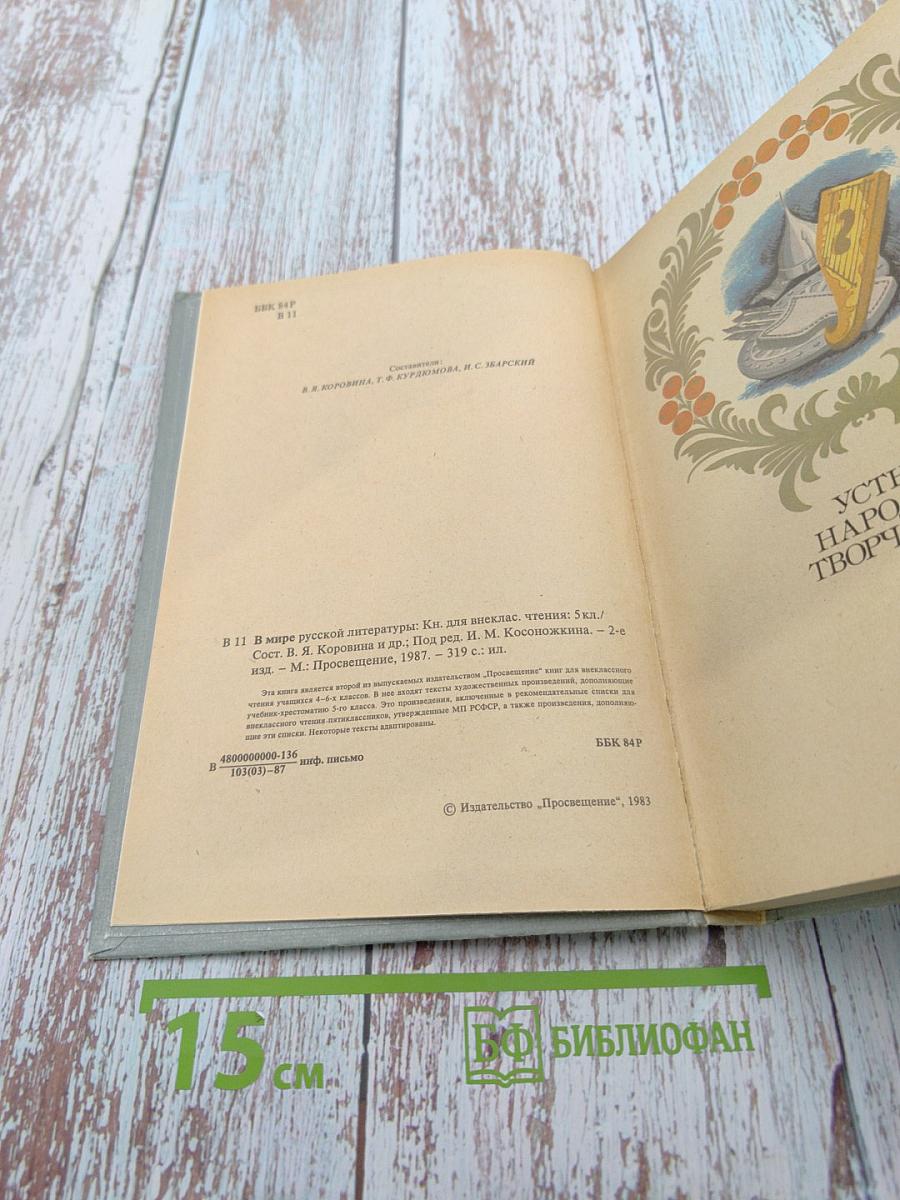 ББК 84Р
В 11
Составители:
В. Я. КОРОВИНА, Т. Ф. КУРДЮМОВА, И. С. ЗБАРСКИЙ
В 11 В мире русской литературы: Кн. для внеклас. чтения: 5 кл./
Сост. В. Я. Коровина и др.; Под ред. И. М. Косоножкина. – 2-е
изд. – М.: Просвещение, 1987. – 319 с.: ил.
Эта книга является второй из выпускаемых издательством „Просвещение" книг для внеклассного
чтения учащихся 4–6-х классов. В нее входят тексты художественных произведений, дополняющие
учебник-хрестоматию 5-го класса. Это произведения, включенные в рекомендательные списки для
внеклассного чтения пятиклассников, утвержденные МП РСФСР, а также произведения, дополняю-
щие эти списки. Некоторые тексты адаптированы.
В 4800000000-136
103(03)–87 инф. письмо
ББК 84Р
© Издательство „Просвещение", 1983
УСТН
НАРО
ТВОРЧ
15 см
БФ БИБЛИОФАН